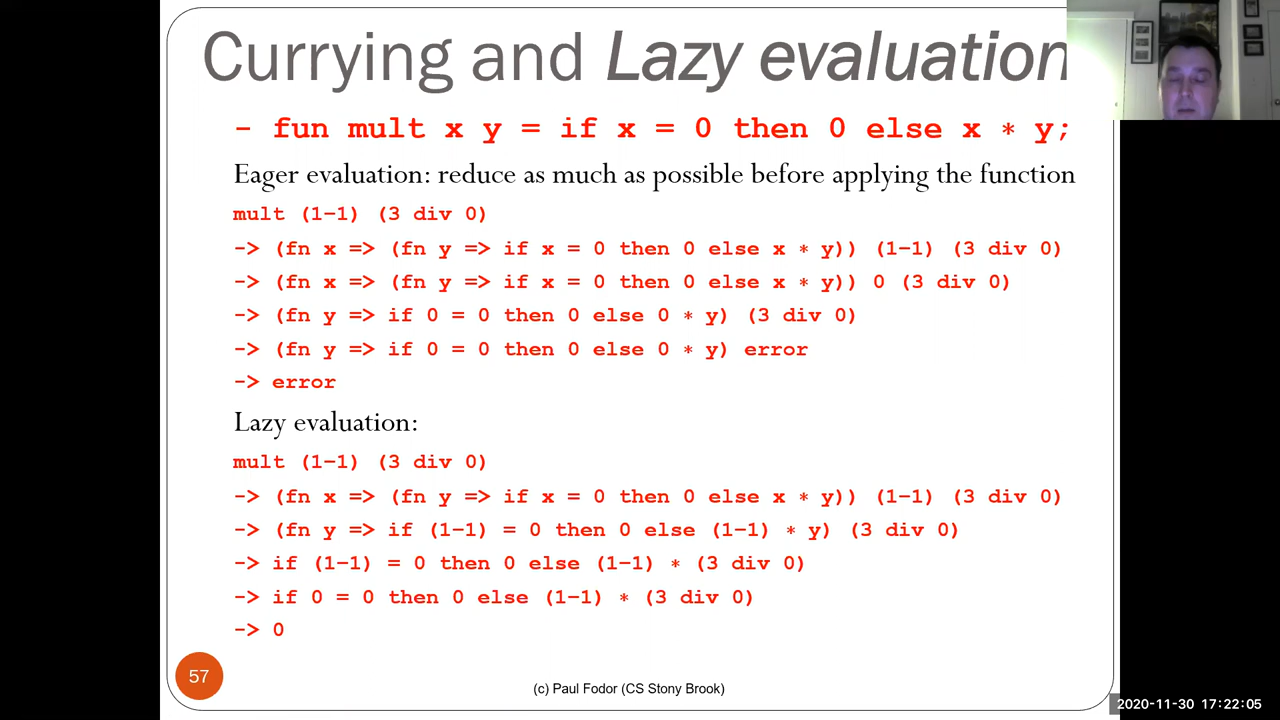 Currying and Lazy evaluation
- fun mult x y = if x = 0 then 0 else x * y;
Eager evaluation: reduce as much as possible before applying the function
mult (1-1) (3 div 0)
-> (fn x => (fn y => if x = 0 then 0 else x * y)) (1-1) (3 div 0)
-> (fn x => (fn y => if x = 0 then 0 else x * y)) 0 (3 div 0)
-> (fn y => if 0 = 0 then 0 else 0 * y) (3 div 0)
-> (fn y => if 0 = 0 then 0 else 0 * y) error
-> error
Lazy evaluation:
mult (1-1) (3 div 0)
-> (fn x => (fn y => if x = 0 then 0 else x * y)) (1-1) (3 div 0)
-> (fn y => if (1-1) = 0 then 0 else (1-1) * y) (3 div 0)
-> if (1-1) = 0 then 0 else (1-1) * (3 div 0)
-> if 0 = 0 then 0 else (1-1) * (3 div 0)
-> 0
57
(c) Paul Fodor (CS Stony Brook)
2020-11-30 17:22:05